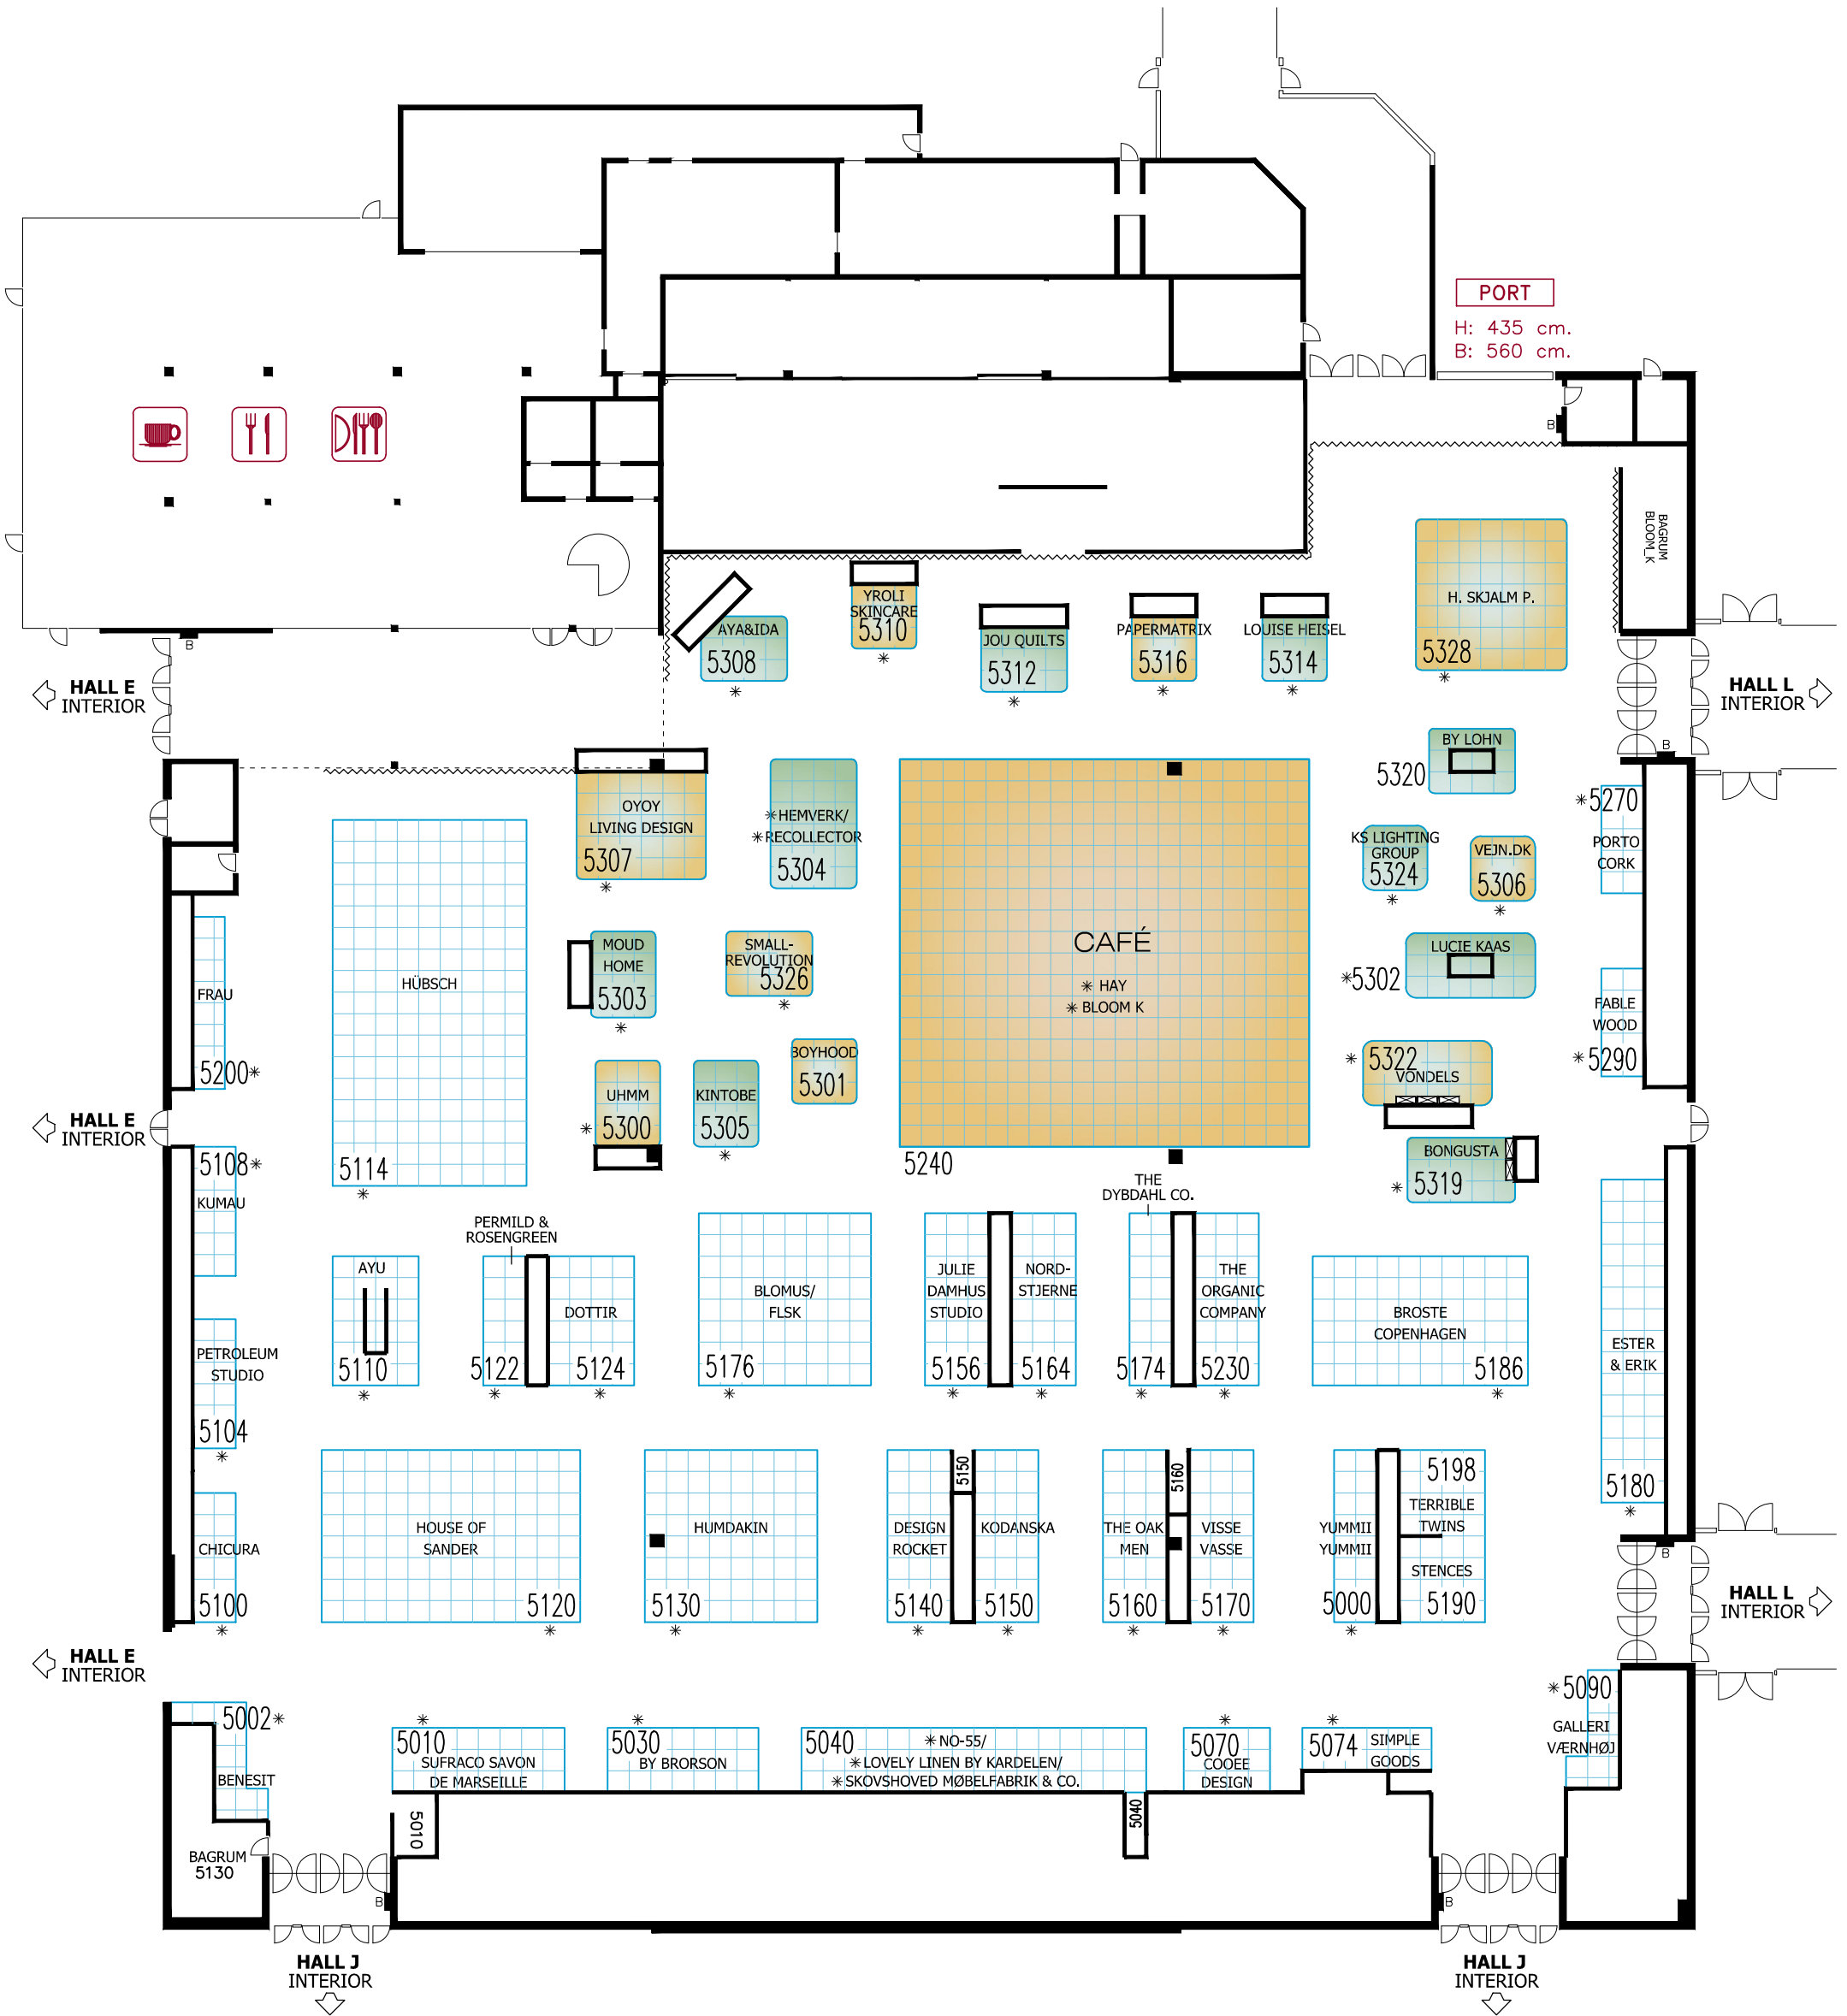 PORT
H: 435 cm.
B: 560 cm.
B
BAGRUM
BLOOM_K
H. SKJALM P.
5328
*
YROLI
SKINCARE
5310
*
AYA&IDA
5308
*
JOU QUILTS
5312
*
PAPERMATRIX
5316
*
LOUISE HEISEL
5314
*
B
HALL E
INTERIOR
HALL L
INTERIOR
B
OYOY
LIVING DESIGN
5307
*
*HEMVERK/
*RECOLLECTOR
5304
BY LOHN
5320
*5270
PORTO
CORK
KS LIGHTING
GROUP
5324
*
VEJN.DK
5306
*
CAFÉ
* HAY
* BLOOM K
5240
MOUD
HOME
5303
*
SMALL-
REVOLUTION
5326
*
LUCIE KAAS
*5302
HÜBSCH
5114
*
FRAU
5200*
FABLE
WOOD
*5290
BOYHOOD
5301
UHMM
* 5300
KINTOBE
5305
*
* 5322
VONDELS
HALL E
INTERIOR
BONGUSTA
* 5319
5108*
KUMAU
THE
DYBDAHL CO.
5174
*
PERMILD &
ROSENGREEN
5122
*
AYU
5110
*
DOTTIR
5124
*
BLOMUS/
FLSK
5176
*
JULIE
DAMHUS
STUDIO
5156
*
NORD-
STJERNE
5164
*
THE
ORGANIC
COMPANY
5230
*
BROSTE
COPENHAGEN
5186
*
ESTER
& ERIK
5180
*
PETROLEUM
STUDIO
5104
*
CHICURA
5100
*
HOUSE OF
SANDER
5120
*
HUMDAKIN
5130
*
DESIGN
ROCKET
5140
*
5150
KODANSKA
5150
*
THE OAK
MEN
5160
*
5160
VISSE
VASSE
5170
*
YUMMII
YUMMII
5000
*
5198
TERRIBLE
TWINS
STENCES
5190
B
HALL L
INTERIOR
HALL E
INTERIOR
5002*
BENESIT
BAGRUM
5130
*
5010
SUFRACO SAVON
DE MARSEILLE
5010
*
5030
BY BRORSON
5040
* NO-55/
* LOVELY LINEN BY KARDELEN/
* SKOVSHOVED MØBELFABRIK & CO.
5040
*
5070
COOEE
DESIGN
*
5074
SIMPLE
GOODS
*5090
GALLERI
VÆRNHØJ
B
B
HALL J
INTERIOR
HALL J
INTERIOR